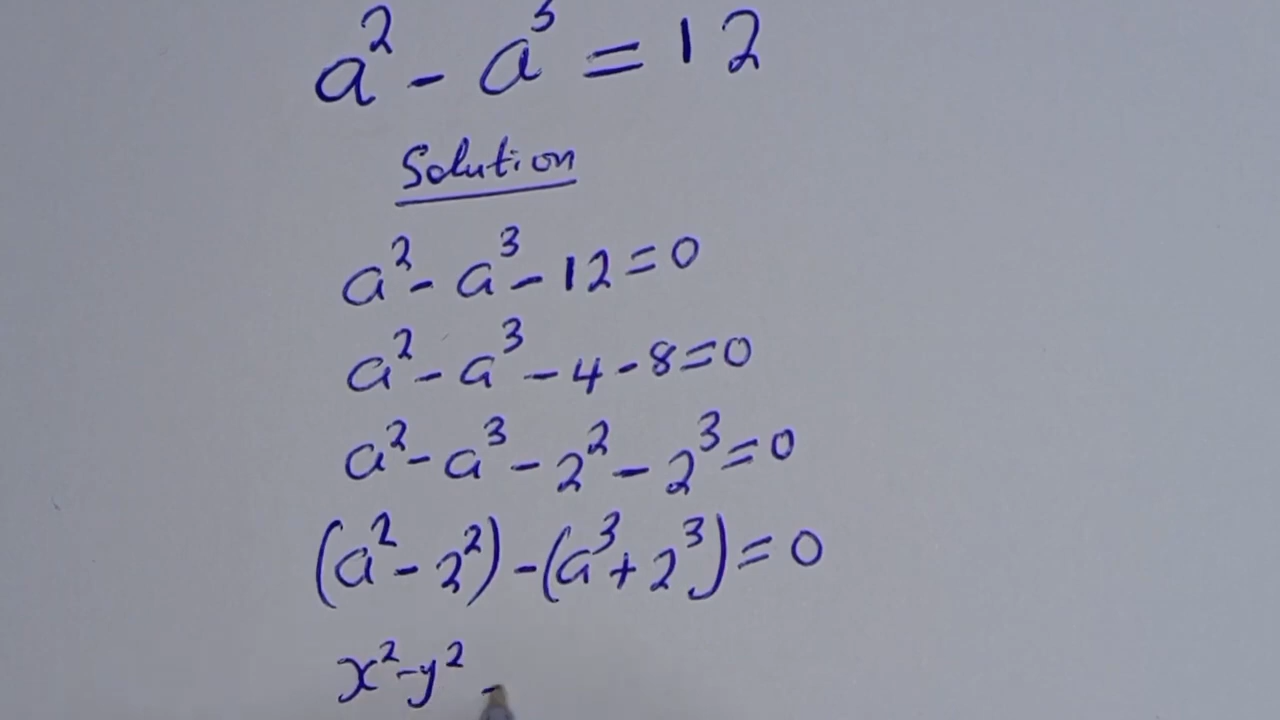 a² - a³ = 12
Solution
a² - a³ - 12 = 0
a² - a³ - 4 - 8 = 0
a² - a³ - 2² - 2³ = 0
(a² - 2²) - (a³ + 2³) = 0
x² - y² -